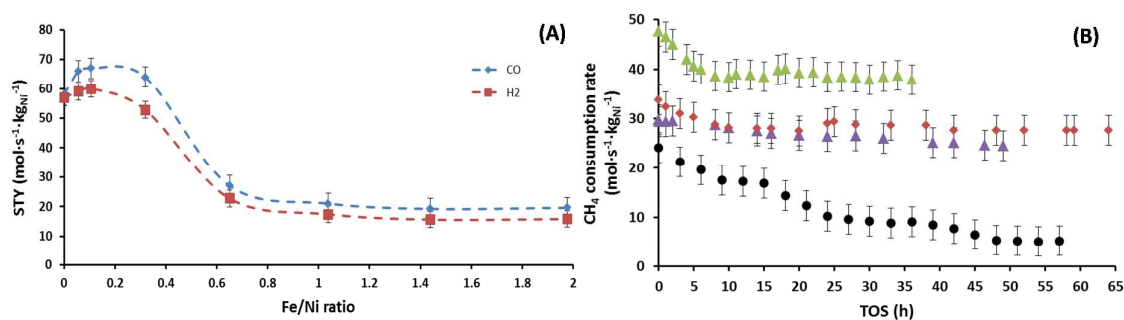 (A)
80
70
60
50
40
30
20
10
0
STY (mol·s⁻¹·kg_Ni⁻¹)
CO
H2
0 0.2 0.4 0.6 0.8 1 1.2 1.4 1.6 1.8 2
Fe/Ni ratio
(B)
50
40
30
20
10
0
CH₄ consumption rate
(mol·s⁻¹·kg_Ni⁻¹)
0 5 10 15 20 25 30 35 40 45 50 55 60 65
TOS (h)